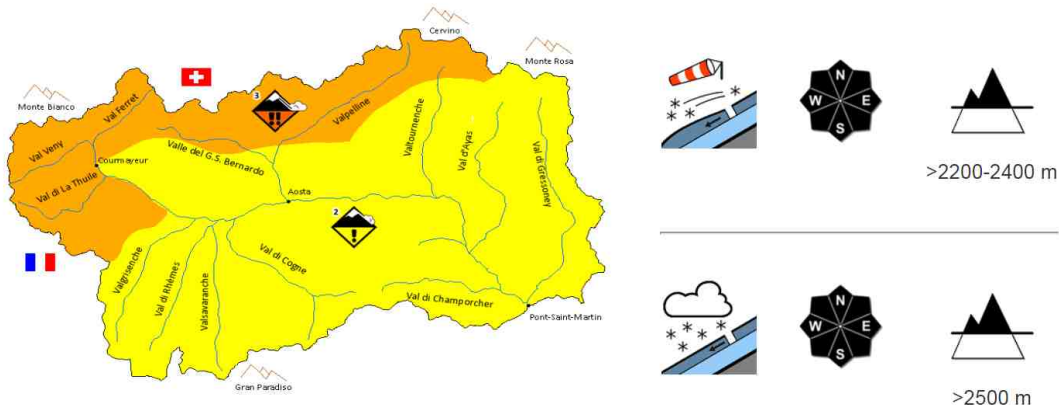 Cervino
Monte Rosa
Monte Bianco
3
Val Ferret
Valpelline
Val Veny
Courmayeur
Valle del G.S. Bernardo
Valtournenche
Val d'Ayas
Val di Gressoney
Val di La Thuile
Aosta
2
Valgrisenche
Val di Rhêmes
Valsavaranche
Val di Cogne
Val di Champorcher
Pont-Saint-Martin
Gran Paradiso
N
W E
S
>2200-2400 m
N
W E
S
>2500 m